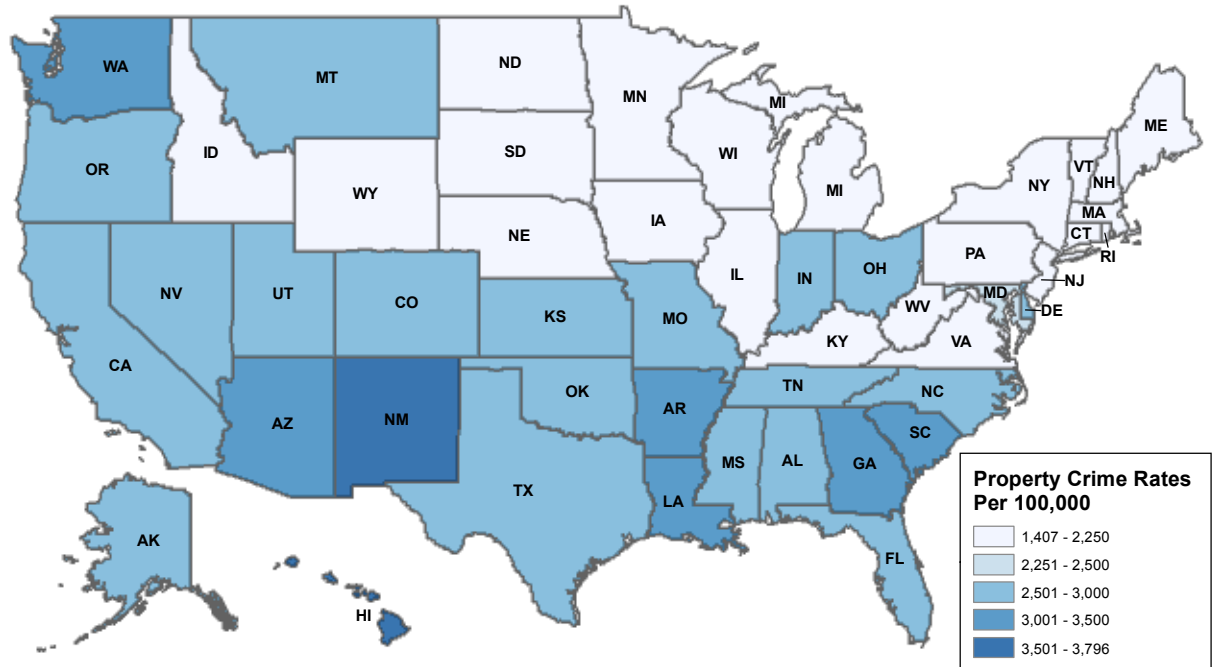 WA
MT
ND
MN
MI
ME
OR
ID
SD
WI
VT
NH
NY
MI
WY
MA
IA
CT
NE
RI
PA
NV
UT
IL
IN
OH
NJ
CO
MD
KS
MO
WV
DE
CA
KY
VA
TN
OK
NC
AZ
NM
AR
SC
MS
AL
GA
TX
LA
AK
FL
HI
Property Crime Rates
Per 100,000
1,407 - 2,250
2,251 - 2,500
2,501 - 3,000
3,001 - 3,500
3,501 - 3,796